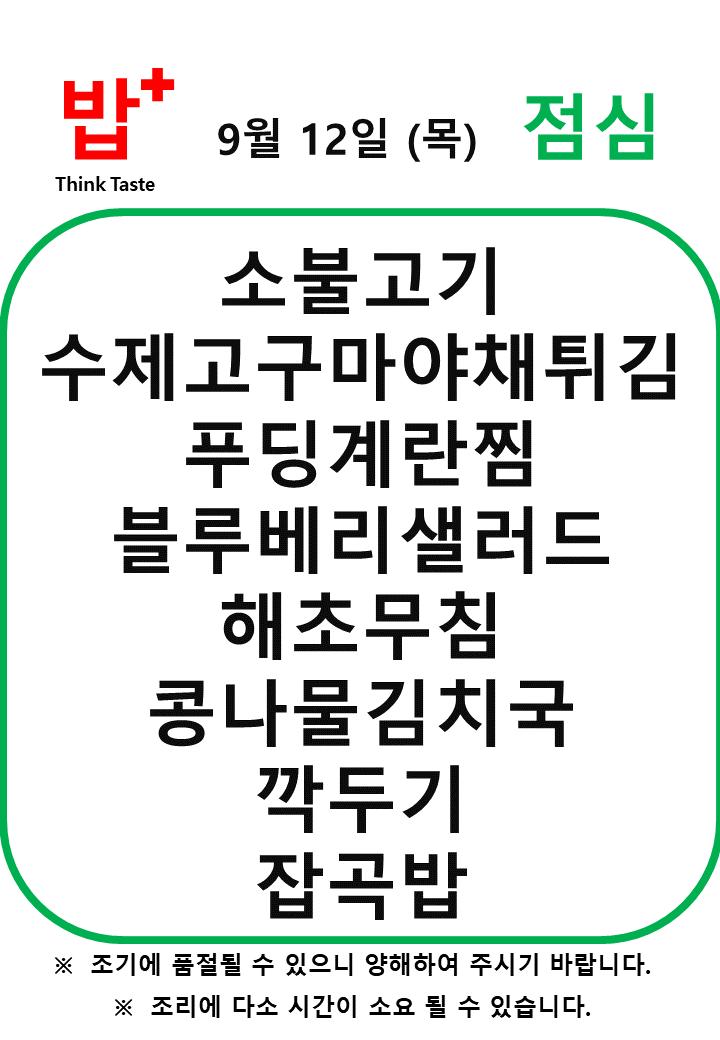 밥+
Think Taste
9월 12일 (목)
점심
소불고기
수제고구마야채튀김
푸딩계란찜
블루베리샐러드
해초무침
콩나물김치국
깍두기
잡곡밥
※ 조기에 품절될 수 있으니 양해하여 주시기 바랍니다.
※ 조리에 다소 시간이 소요 될 수 있습니다.